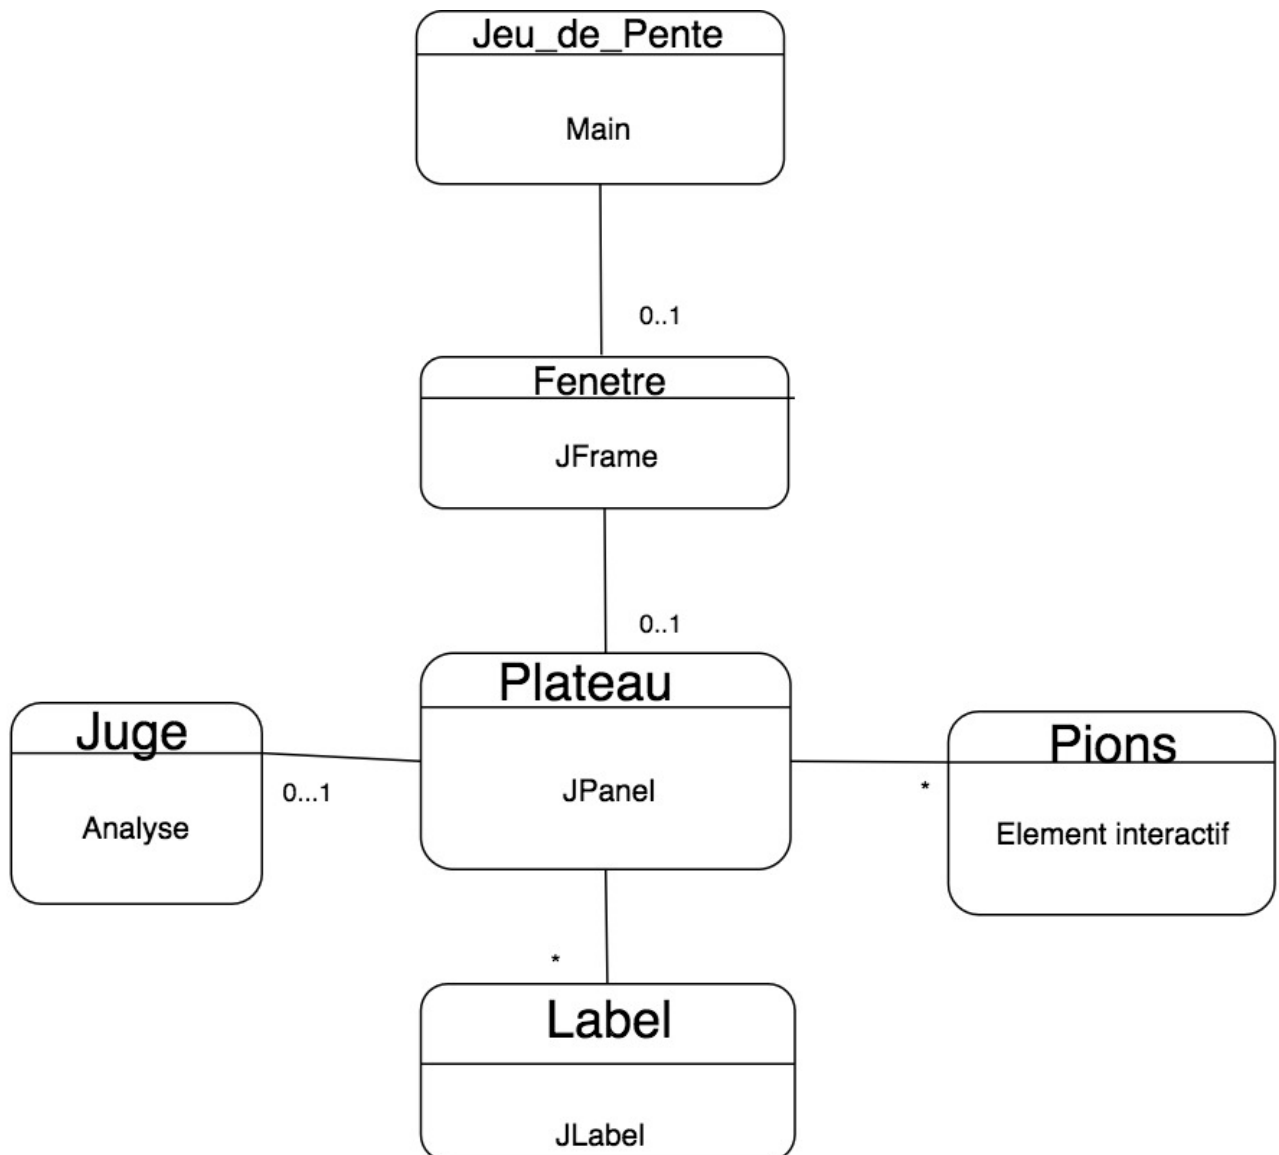 Jeu_de_Pente
Main
0..1
Fenetre
JFrame
0..1
Plateau
JPanel
Juge
0...1
Analyse
Pions
*
Element interactif
*
Label
JLabel